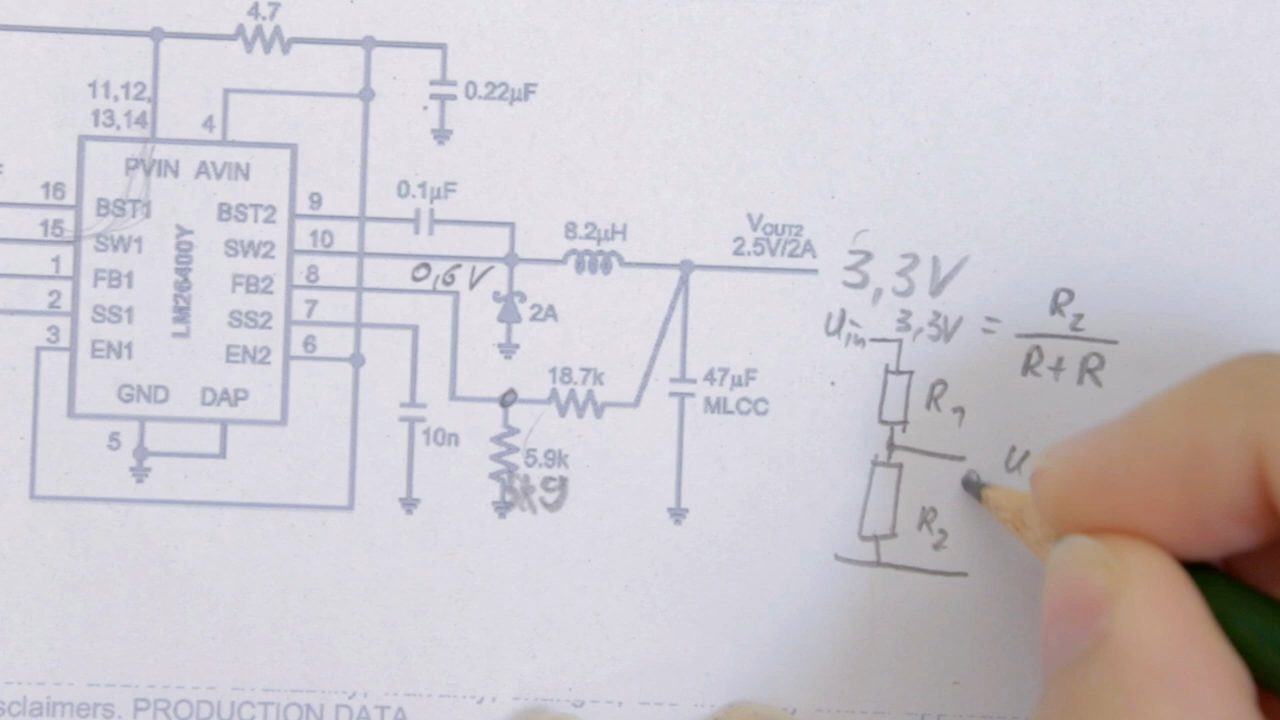 4.7
11,12,
13,14
4
0.22µF
PVIN AVIN
16
BST1
15
SW1
1
FB1
2
SS1
3
EN1
LM26400Y
BST2
9
0.1µF
SW2
10
FB2
8
0,6V
SS2
7
EN2
6
GND DAP
5
8.2µH
VOUT2
2.5V/2A
2A
18.7k
47µF
MLCC
10n
5.9k
3,3V
Uin 3,3V = R2
R+R
R1
U
R2
sclaimers. PRODUCTION DATA